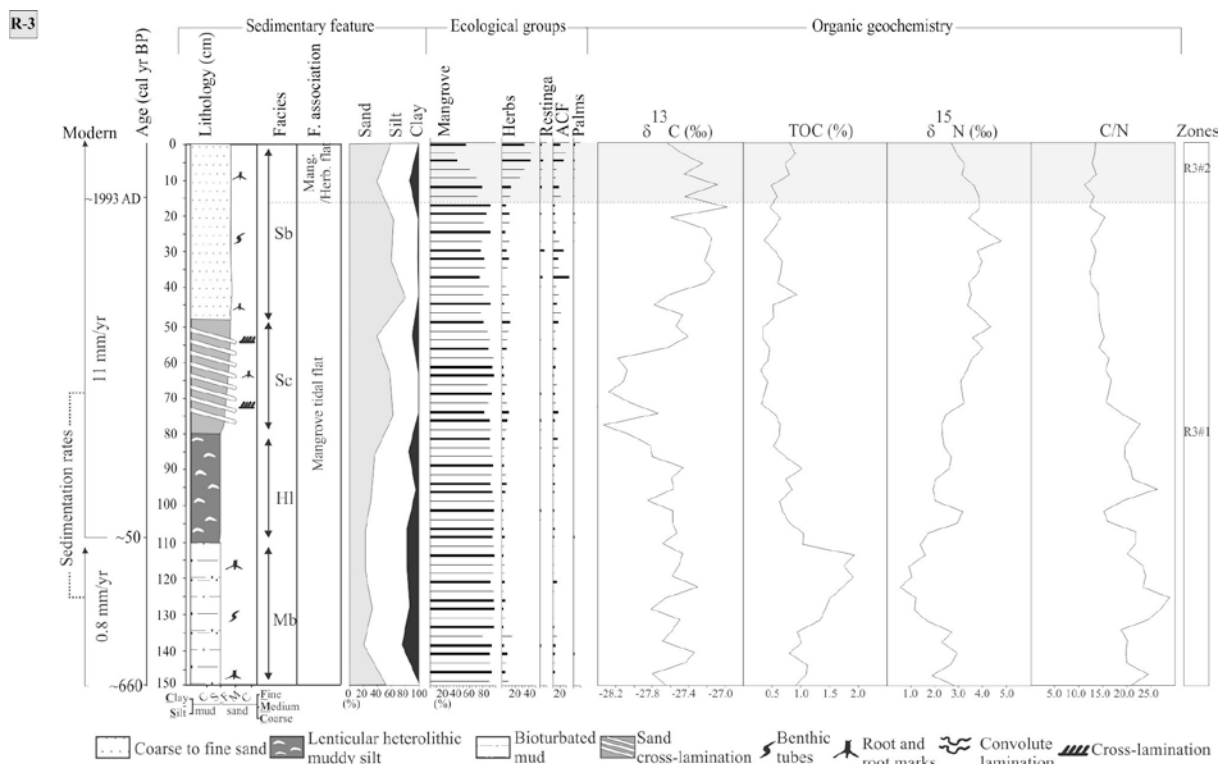 R-3
Sedimentary feature
Ecological groups
Organic geochemistry
Modern
Age (cal yr BP)
Lithology (cm)
Facies
F. association
Sand
Silt
Clay
Mangrove
Herbs
Restinga
ACF
Palms
δ 13 C (‰)
TOC (%)
δ 15 N (‰)
C/N
Zones
0
10
20
30
40
50
60
70
80
90
100
110
120
130
140
150
~1993 AD
~50
~660
Sedimentation rates
11 mm/yr
0.8 mm/yr
Sb
Sc
Hl
Mb
Mang.
/Herb. flat
Mangrove tidal flat
R3#2
R3#1
0 20 40 60 80 100
(%) (%)
20 40 60 80
(%)
20 40
20
-28.2 -27.8 -27.4 -27.0
0.5 1.0 1.5 2.0
1.0 2.0 3.0 4.0 5.0
5.0 10.0 15.0 20.0 25.0
Clay
Silt
mud sand
Fine
Medium
Coarse
Coarse to fine sand
Lenticular heterolithic
muddy silt
Bioturbated
mud
Sand
cross-lamination
Benthic
tubes
Root and
root marks
Convolute
lamination
Cross-lamination